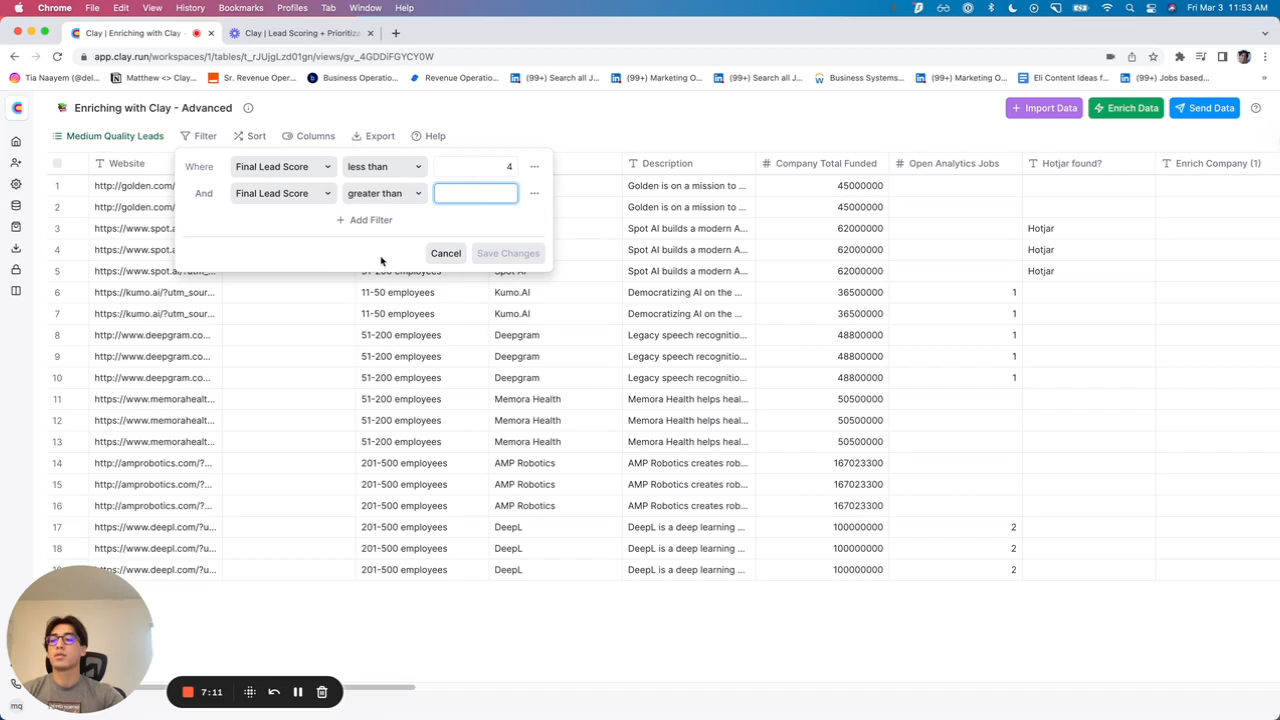 Chrome File Edit View History Bookmarks Profiles Tab Window Help Fri Mar 3 11:53 AM
Clay | Enriching with Clay - Adv Clay | Lead Scoring + Prioritiza
app.clay.run/workspaces/1/tables/t_rJUjgLzd01gn/views/gv_4GDDiFGYCY0W
Tia Naayem (@del... Matthew <> Clay... Sr. Revenue Oper... Business Operatio... Revenue Operatio... (99+) Search all J... (99+) Marketing O... (99+) Search all J... Business Systems... (99+) Marketing O... Eli Content Ideas f... (99+) Jobs based... »
Enriching with Clay - Advanced Import Data Enrich Data Send Data
Medium Quality Leads Filter Sort Columns Export Help
Website Description Company Total Funded Open Analytics Jobs Hotjar found? Enrich Company (1)
Where Final Lead Score less than 4
And Final Lead Score greater than
+ Add Filter
Cancel Save Changes
1 http://golden.com/ Golden is on a mission to 45000000
2 http://golden.com/ Golden is on a mission to 45000000
3 https://www.spot. Spot AI builds a modern A... 62000000 Hotjar
4 https://www.spot. Spot AI builds a modern A... 62000000 Hotjar
5 https://www.spot.ai/?utm_... 51-200 employees Spot AI Spot AI builds a modern A... 62000000 Hotjar
6 https://kumo.ai/?utm_sour... 11-50 employees Kumo.AI Democratizing AI on the ... 36500000 1
7 https://kumo.ai/?utm_sour... 11-50 employees Kumo.AI Democratizing AI on the ... 36500000 1
8 http://www.deepgram.co... 51-200 employees Deepgram Legacy speech recognitio... 48800000 1
9 http://www.deepgram.co... 51-200 employees Deepgram Legacy speech recognitio... 48800000 1
10 http://www.deepgram.co... 51-200 employees Deepgram Legacy speech recognitio... 48800000 1
11 http://www.memorahealt... 51-200 employees Memora Health Memora Health helps heal... 50500000
12 http://www.memorahealt... 51-200 employees Memora Health Memora Health helps heal... 50500000
13 http://www.memorahealt... 51-200 employees Memora Health Memora Health helps heal... 50500000
14 http://amprobotics.com/?... 201-500 employees AMP Robotics AMP Robotics creates rob... 167023300
15 http://amprobotics.com/?... 201-500 employees AMP Robotics AMP Robotics creates rob... 167023300
16 http://amprobotics.com/?... 201-500 employees AMP Robotics AMP Robotics creates rob... 167023300
17 https://www.deepl.com/?u... 201-500 employees DeepL DeepL is a deep learning ... 100000000 2
18 https://www.deepl.com/?u... 201-500 employees DeepL DeepL is a deep learning ... 100000000 2
https://www.deepl.com/?u... 201-500 employees DeepL DeepL is a deep learning ... 100000000 2
7:11
mq